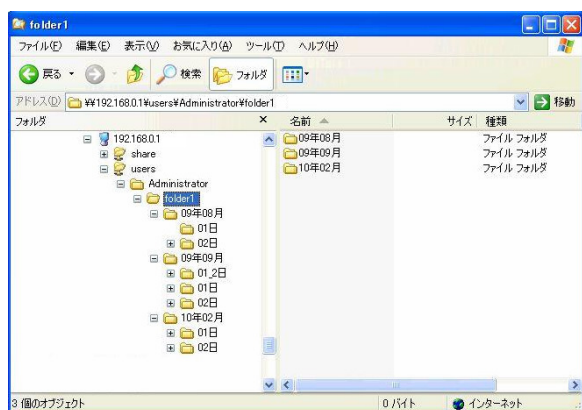 folder1
ファイル(F) 編集(E) 表示(V) お気に入り(A) ツール(T) ヘルプ(H)
戻る 検索 フォルダ
アドレス(D) ¥¥192.168.0.1¥users¥Administrator¥folder1 移動
フォルダ × 名前 サイズ 種類
192.168.0.1
share
users
Administrator
folder1
09年08月
01日
02日
09年09月
01_2日
01日
02日
10年02月
01日
02日
09年08月 ファイル フォルダ
09年09月 ファイル フォルダ
10年02月 ファイル フォルダ
3 個のオブジェクト 0 バイト インターネット